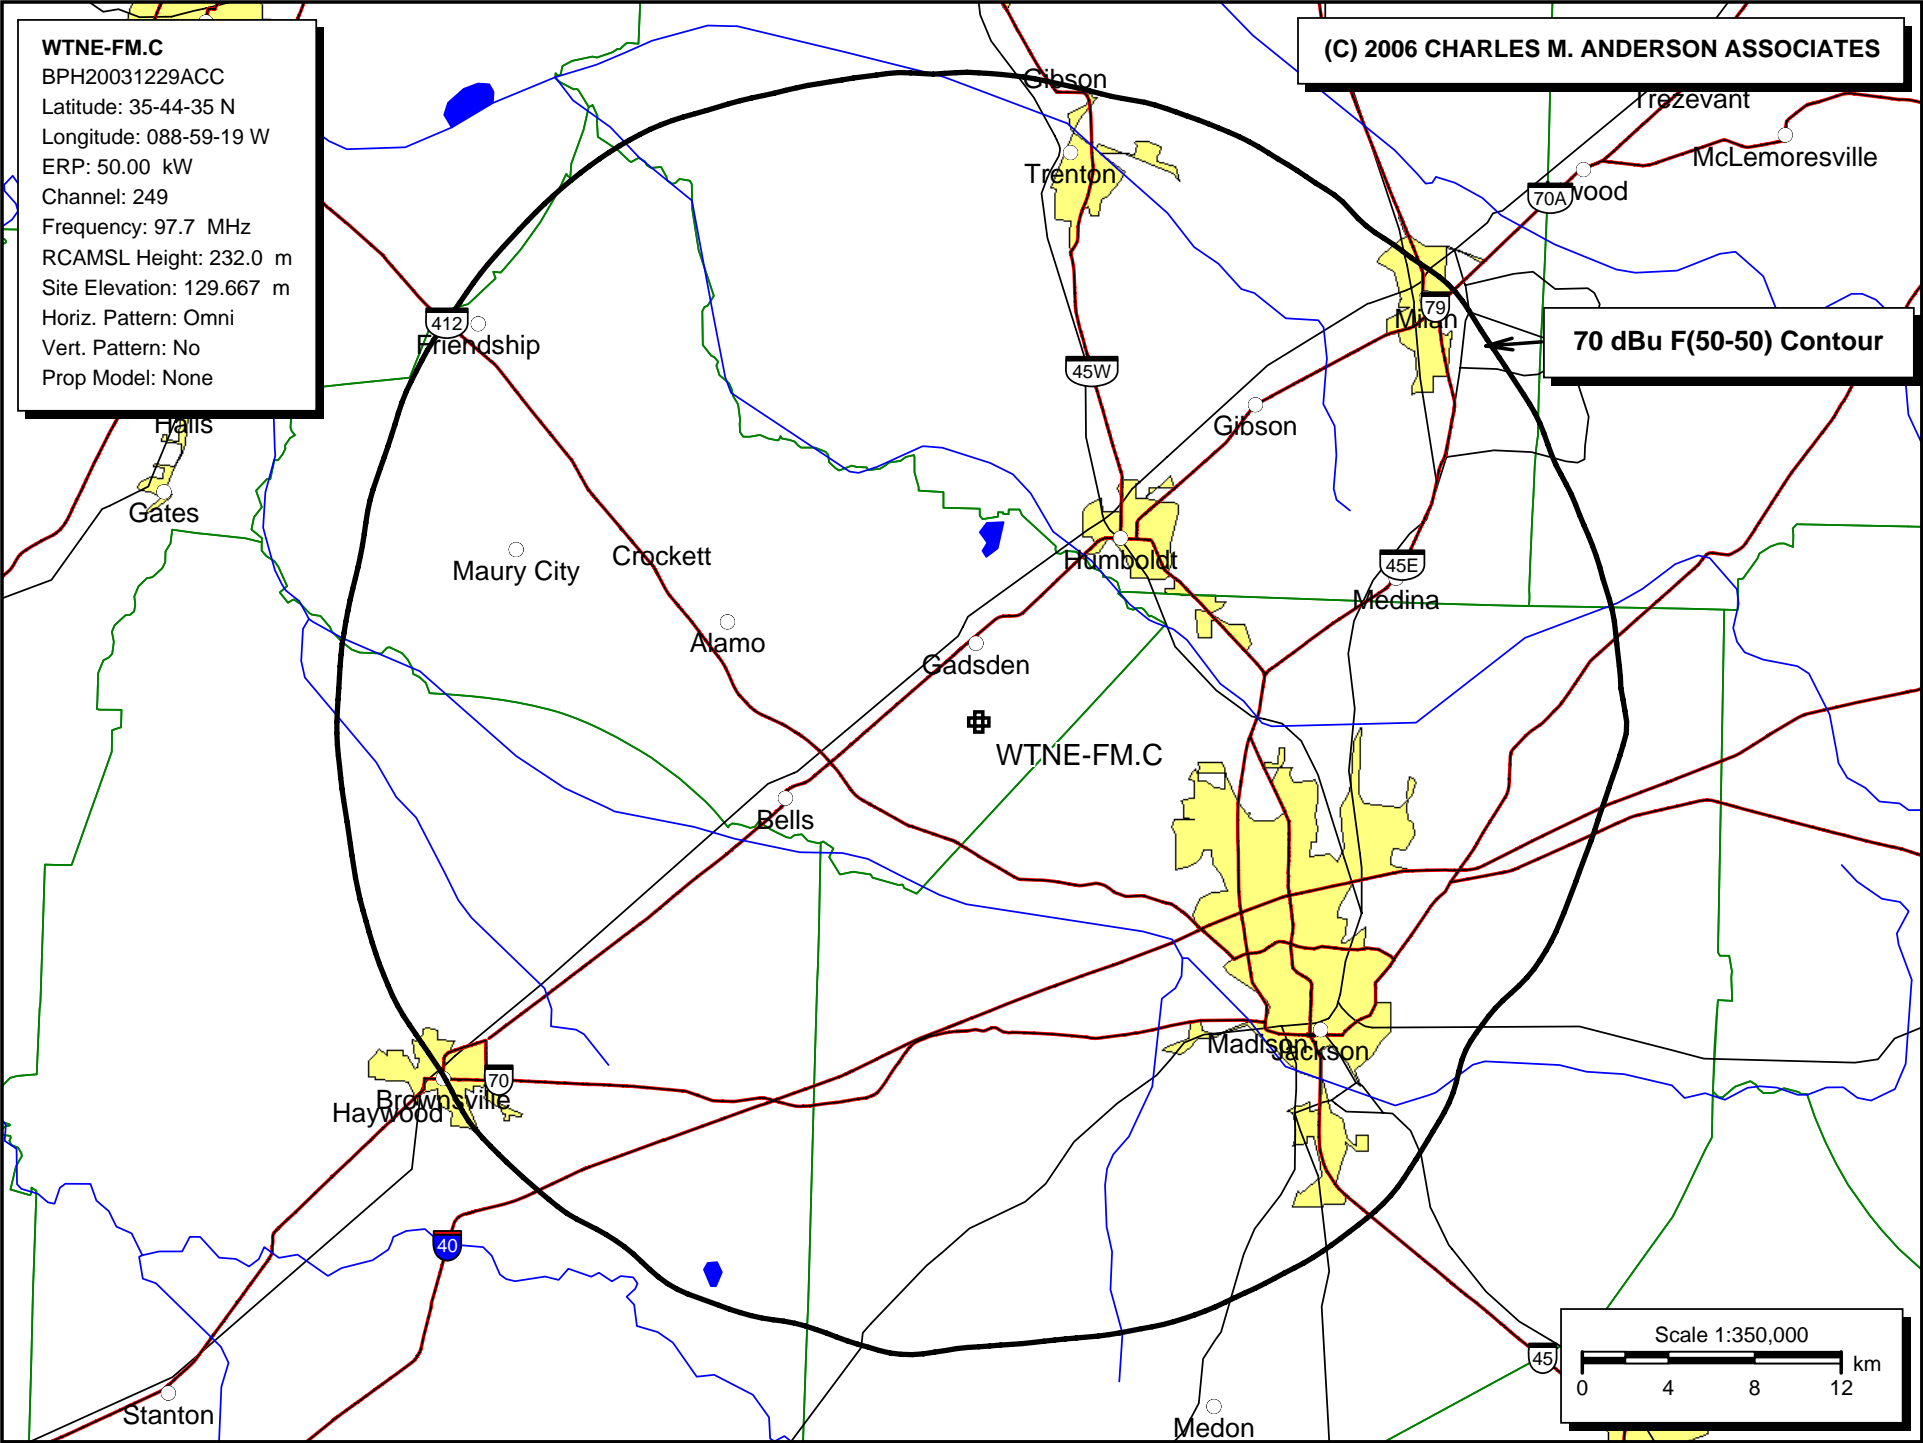 WTNE-FM.C
BPH20031229ACC
Latitude: 35-44-35 N
Longitude: 088-59-19 W
ERP: 50.00 kW
Channel: 249
Frequency: 97.7 MHz
RCAMSL Height: 232.0 m
Site Elevation: 129.667 m
Horiz. Pattern: Omni
Vert. Pattern: No
Prop Model: None
(C) 2006 CHARLES M. ANDERSON ASSOCIATES
Gibson
Trezevant
McLemoresville
Trenton
70A
wood
412
Friendship
79
Milan
70 dBu F(50-50) Contour
45W
Halls
Gibson
Gates
Maury City
Crockett
Humboldt
45E
Medina
Alamo
Gadsden
WTNE-FM.C
Bells
Madison
Jackson
70
Brownsville
Haywood
40
45
Scale 1:350,000
km
0 4 8 12
Stanton
Medon